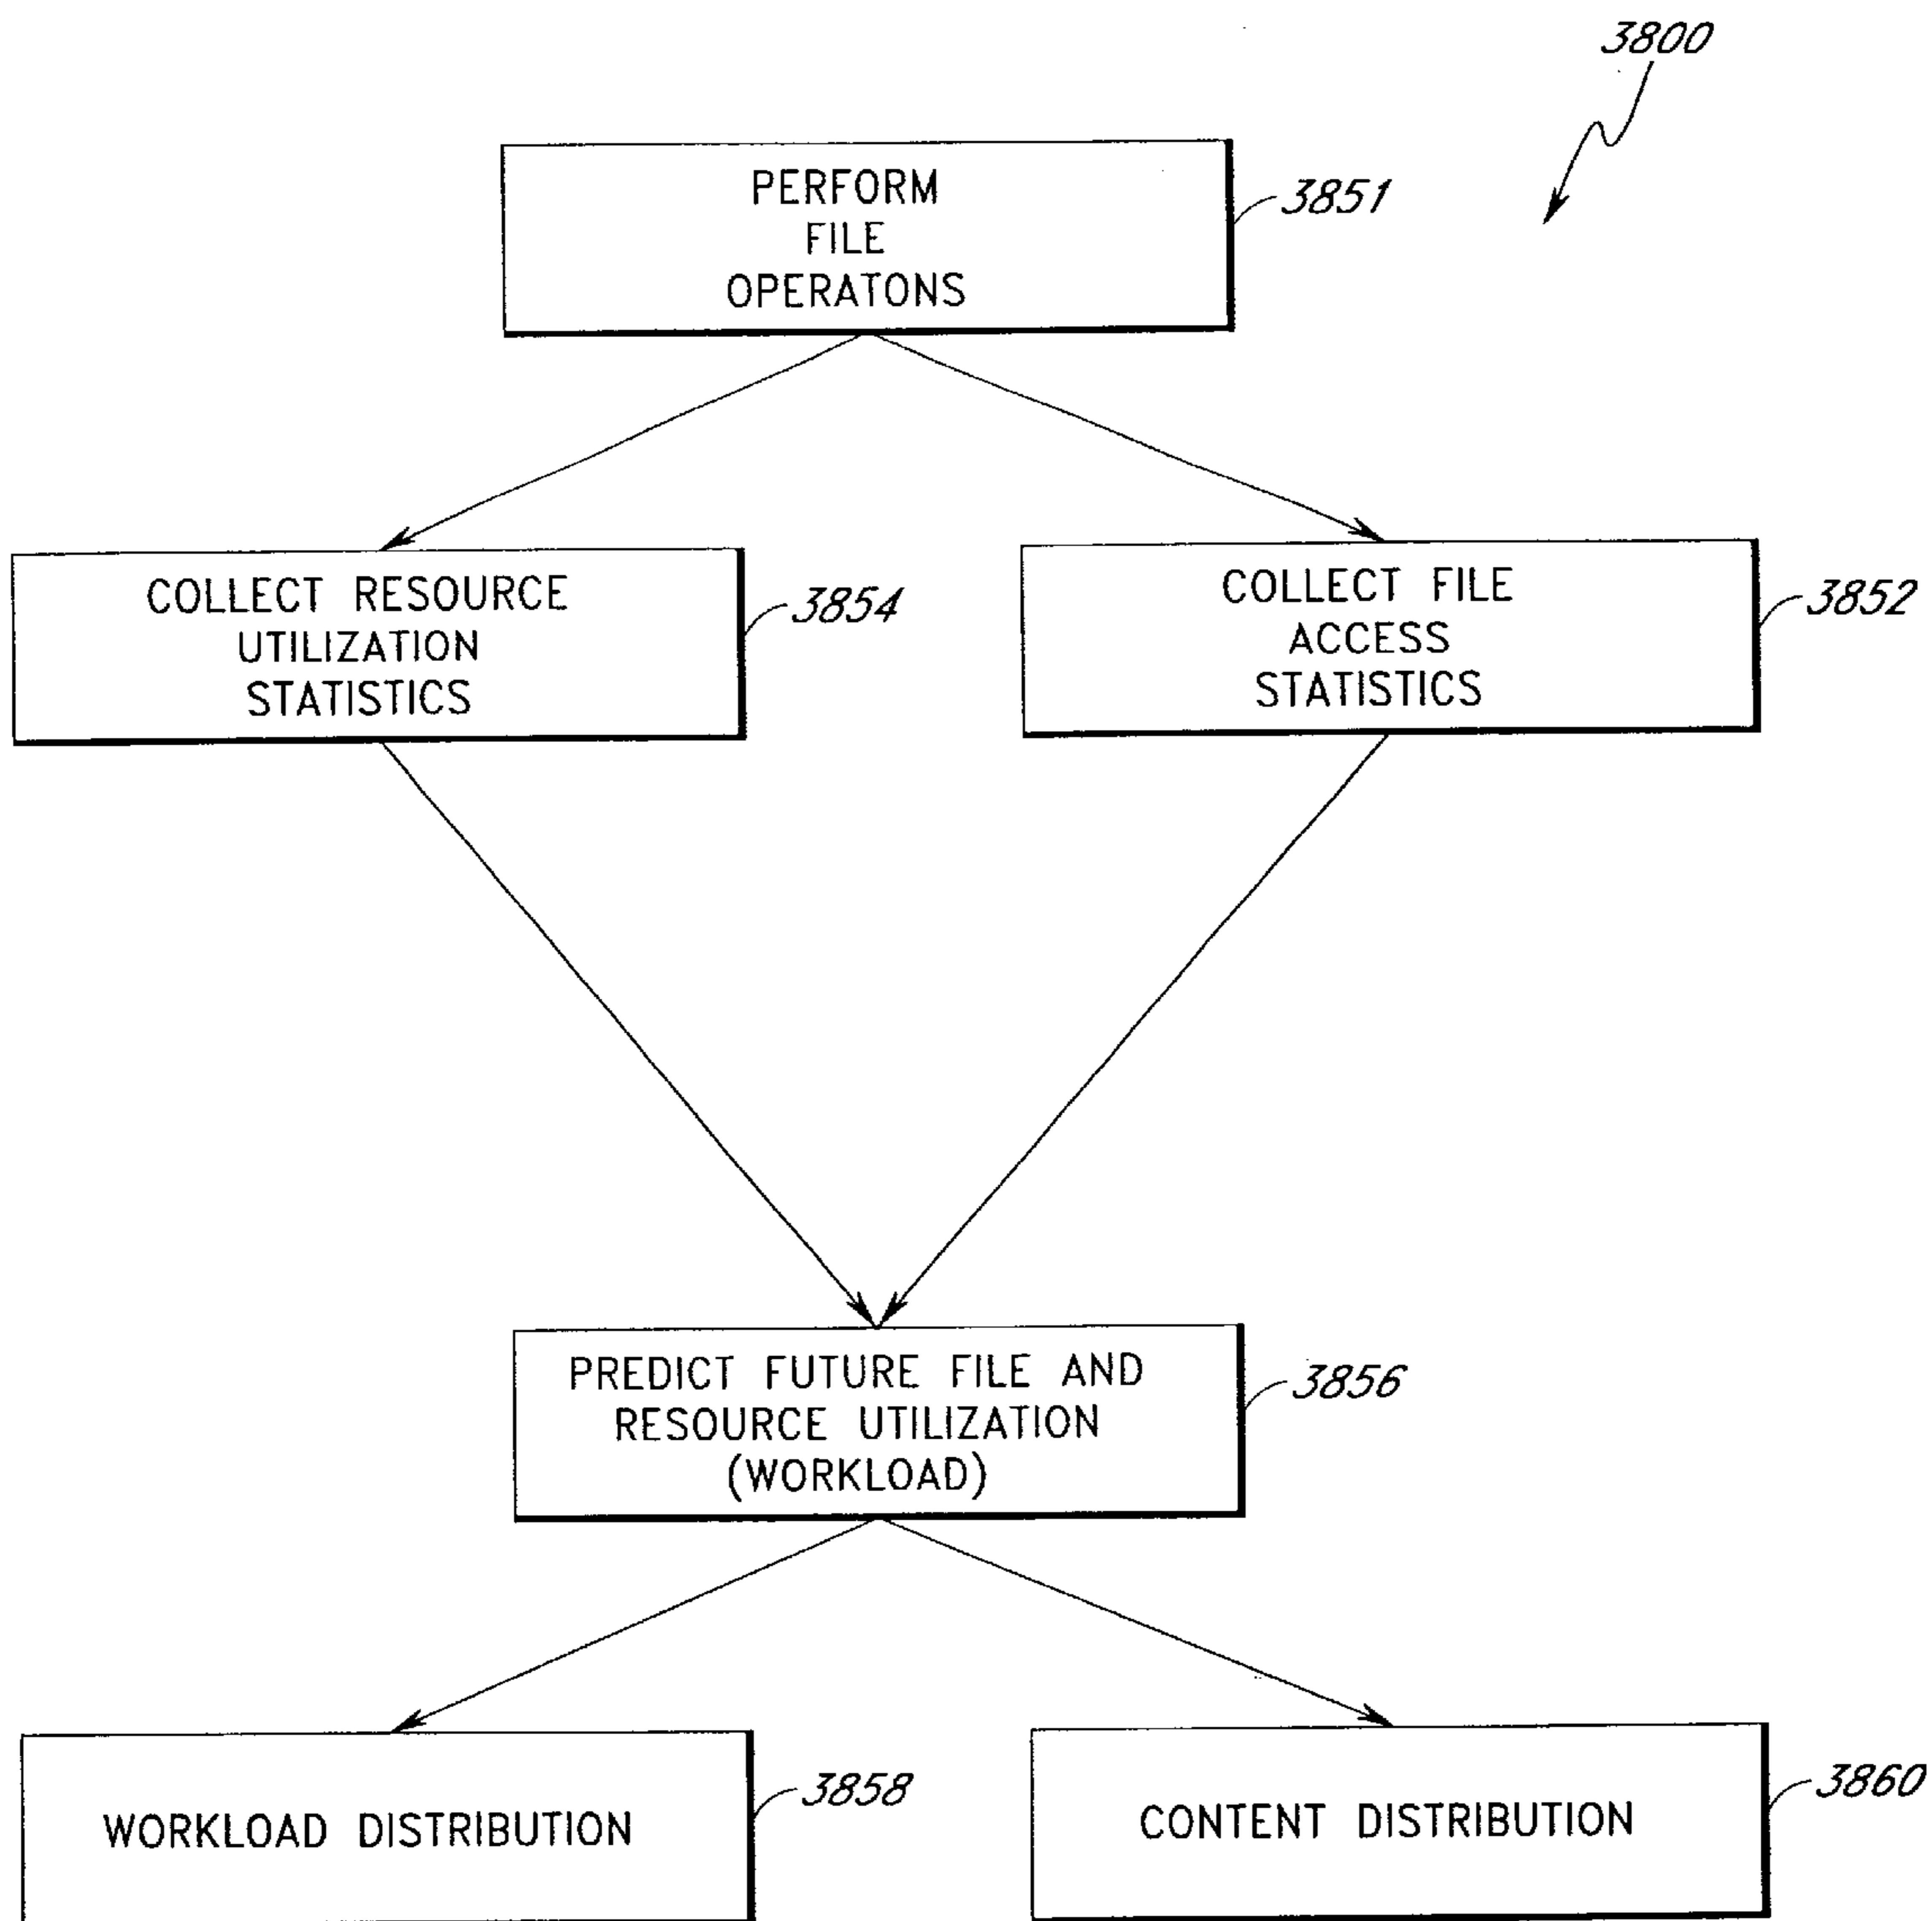 3800
PERFORM
FILE
OPERATONS
3851
COLLECT RESOURCE
UTILIZATION
STATISTICS
3854
COLLECT FILE
ACCESS
STATISTICS
3852
PREDICT FUTURE FILE AND
RESOURCE UTILIZATION
(WORKLOAD)
3856
WORKLOAD DISTRIBUTION
3858
CONTENT DISTRIBUTION
3860